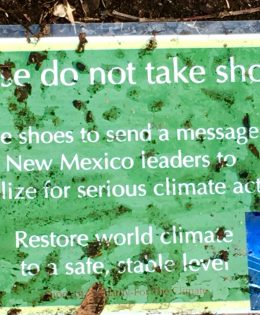 se do not take sho
e shoes to send a message
New Mexico leaders to
lize for serious climate act
Restore world climate
to a safe, stable level